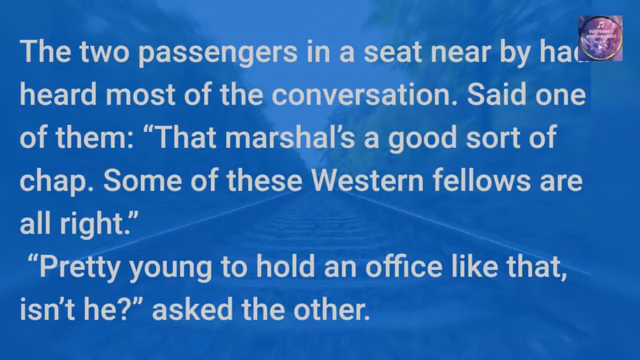 The two passengers in a seat near by had
heard most of the conversation. Said one
of them: “That marshal’s a good sort of
chap. Some of these Western fellows are
all right.”
“Pretty young to hold an office like that,
isn’t he?” asked the other.